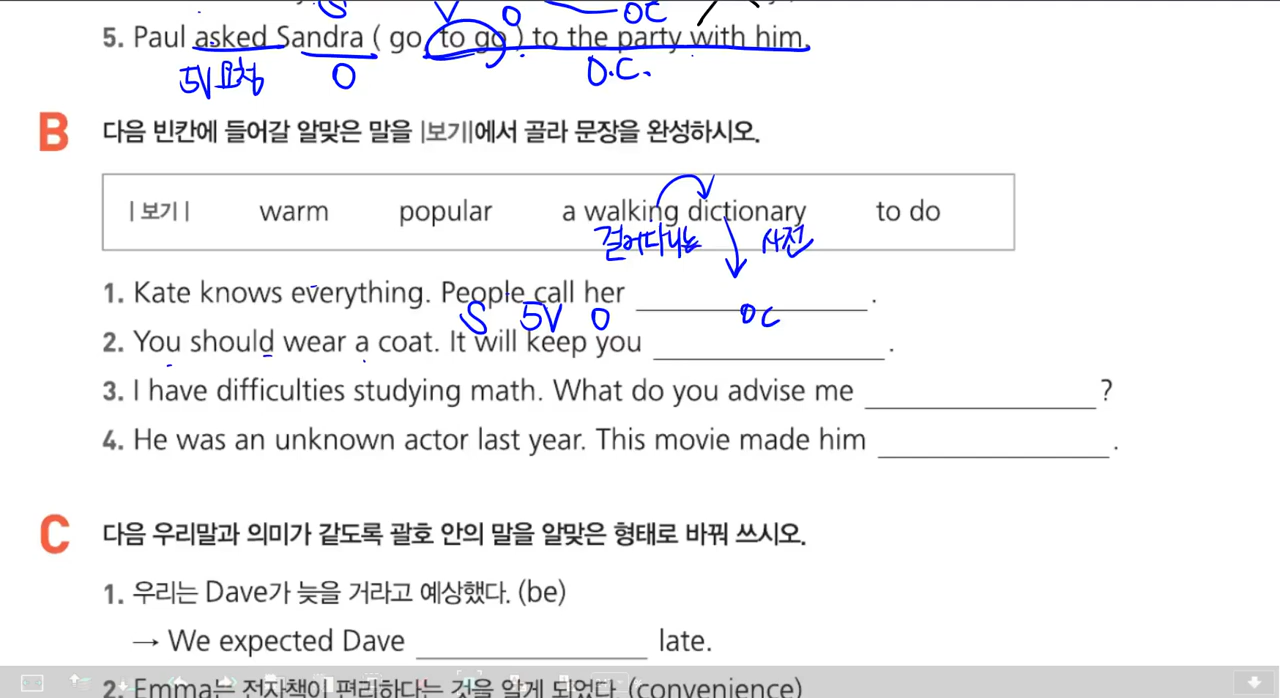 S V O OC
5. Paul asked Sandra ( go, to go ) to the party with him.
5V요청 O O.C.
B 다음 빈칸에 들어갈 알맞은 말을 |보기|에서 골라 문장을 완성하시오.
|보기| warm popular a walking dictionary to do
걸어다니는 사전
1. Kate knows everything. People call her ____________.
S 5V O OC
2. You should wear a coat. It will keep you ____________.
3. I have difficulties studying math. What do you advise me ____________?
4. He was an unknown actor last year. This movie made him ____________.
C 다음 우리말과 의미가 같도록 괄호 안의 말을 알맞은 형태로 바꿔 쓰시오.
1. 우리는 Dave가 늦을 거라고 예상했다. (be)
→ We expected Dave ____________ late.
2. Emma는 전자책이 편리하다는 것을 알게 되었다. (convenience)